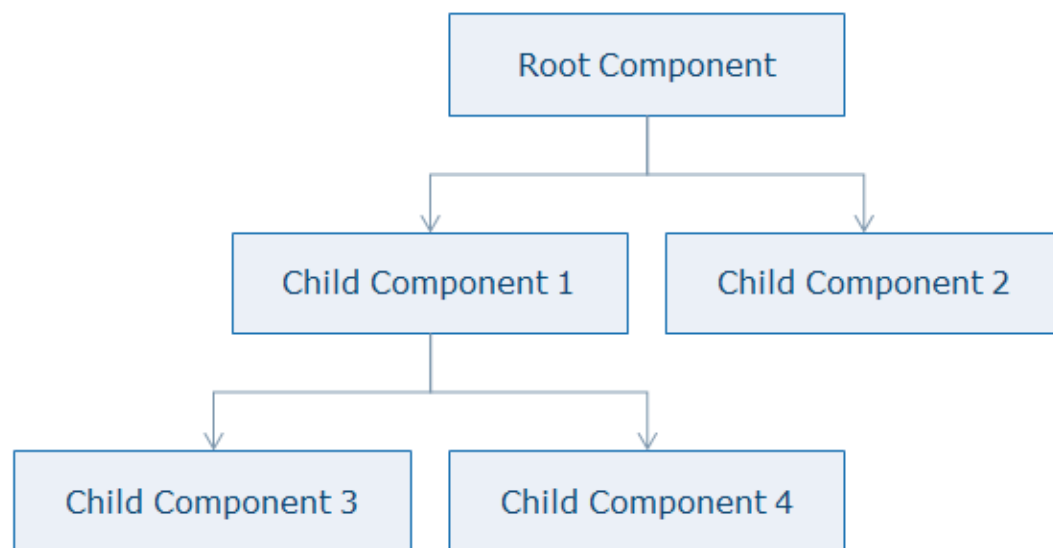 Root Component
Child Component 1
Child Component 2
Child Component 3
Child Component 4